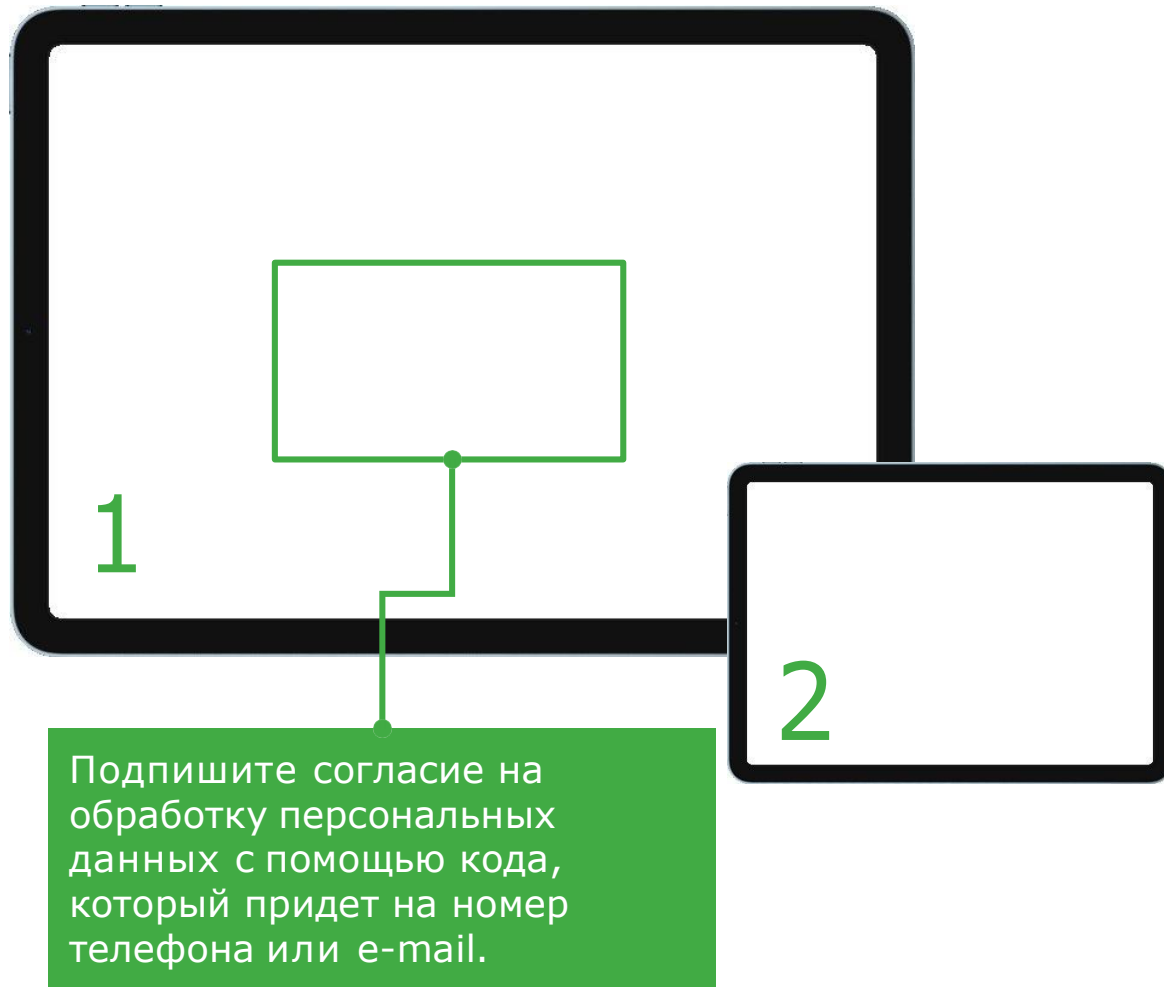 1
2
Подпишите согласие на
обработку персональных
данных с помощью кода,
который придет на номер
телефона или e-mail.